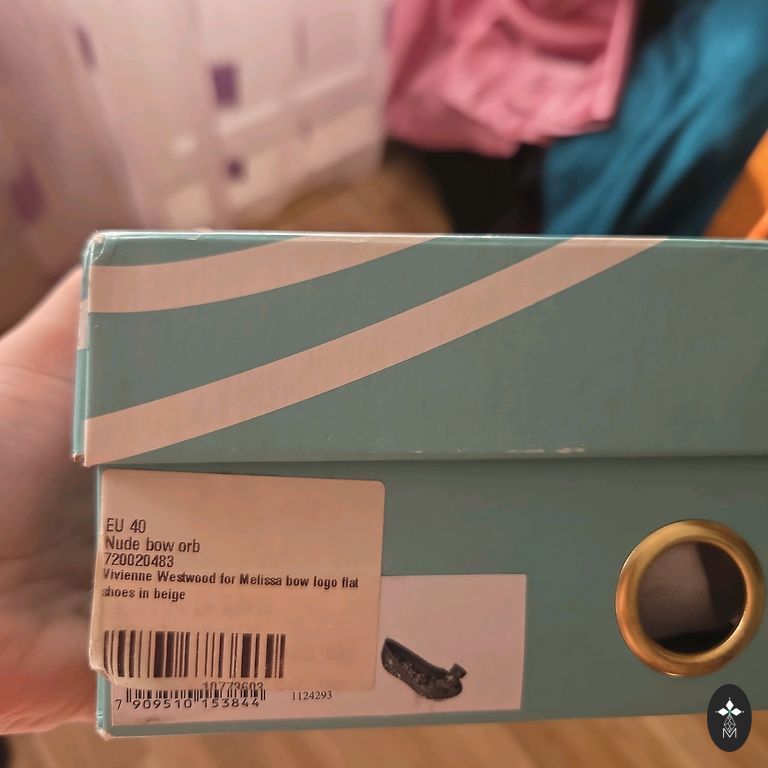 EU 40
Nude bow orb
720020483
Vivienne Westwood for Melissa bow logo flat
shoes in beige
10773603
7 909510 153844
1124293
M